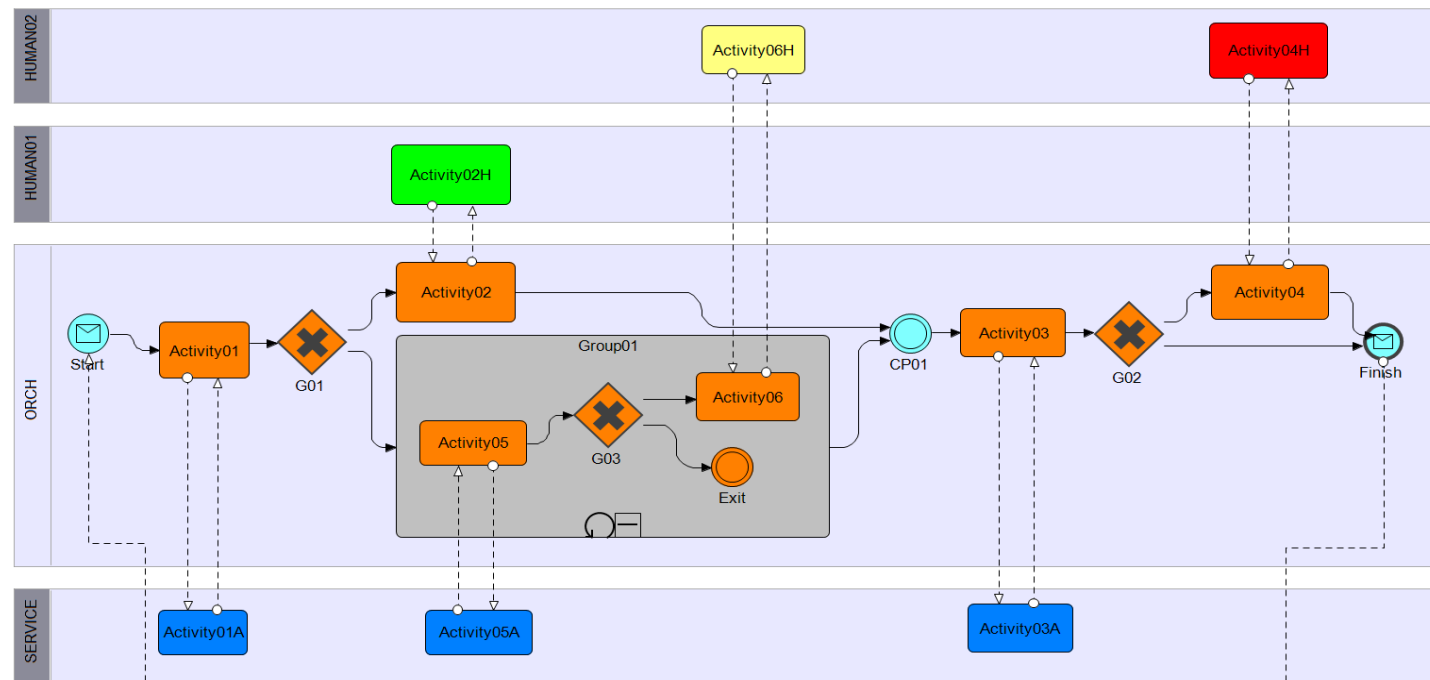 HUMAN02
Activity06H
Activity04H
HUMAN01
Activity02H
ORCH
Start
Activity01
G01
Activity02
Group01
Activity05
G03
Activity06
Exit
CP01
Activity03
G02
Activity04
Finish
SERVICE
Activity01A
Activity05A
Activity03A